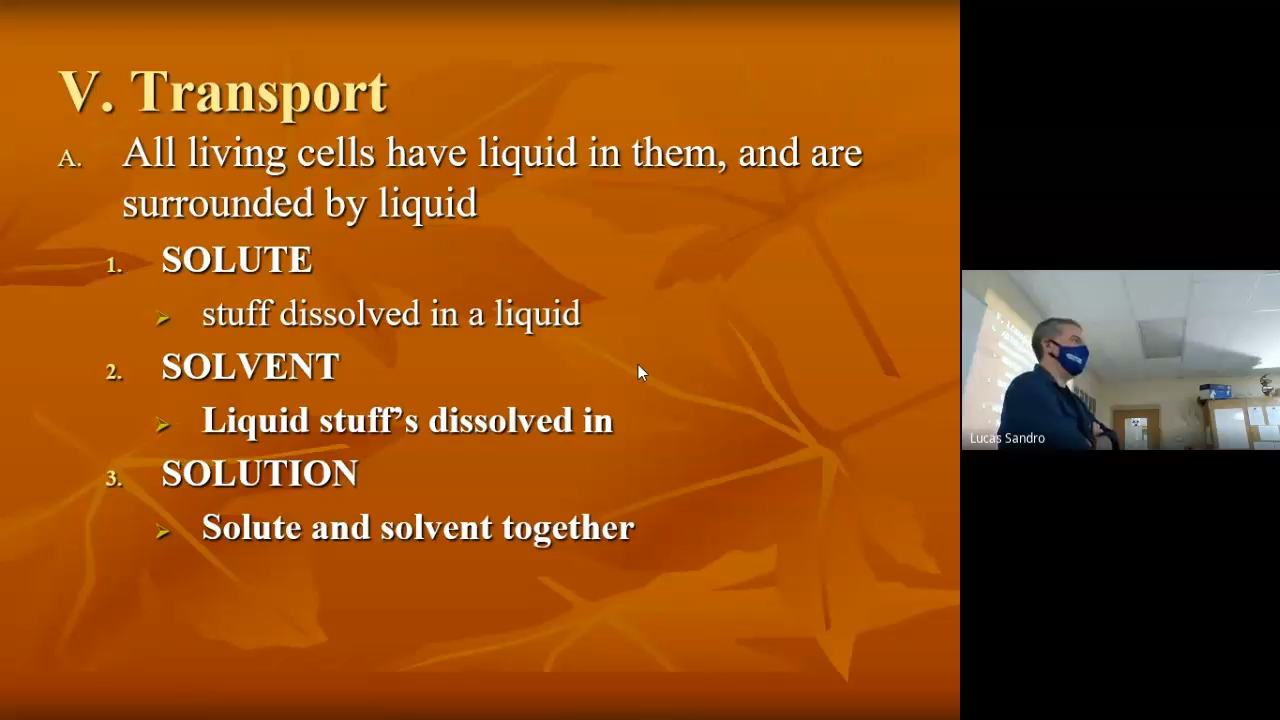 V. Transport
A. All living cells have liquid in them, and are
surrounded by liquid
1. SOLUTE
stuff dissolved in a liquid
2. SOLVENT
Liquid stuff’s dissolved in
3. SOLUTION
Solute and solvent together
Lucas Sandro